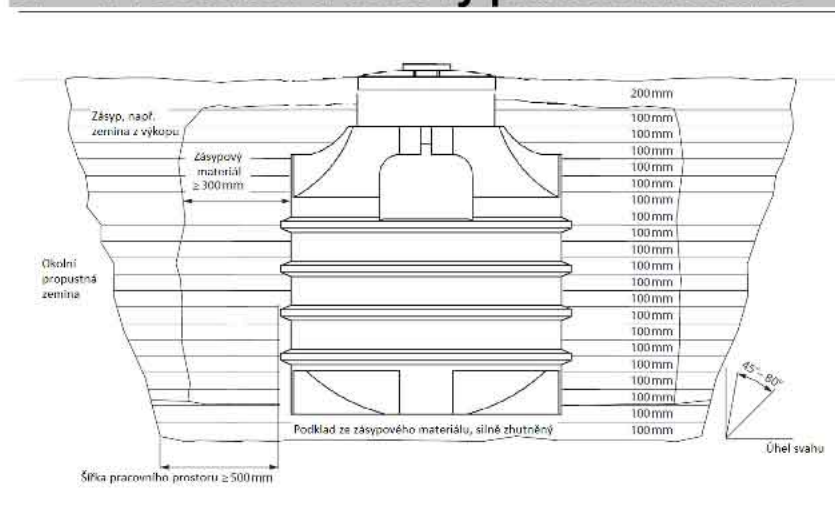 200mm
Zásyp, např.
zemina z výkopu
100mm
100mm
100mm
Zásypový
materiál
≥300mm
100mm
100mm
100mm
100mm
100mm
100mm
Okolní
propustná
zemina
100mm
100mm
100mm
100mm
100mm
100mm
100mm
100mm
100mm
100mm
100mm
45°– 80°
Podklad ze zásypového materiálu, silně zhutněný
Úhel svahu
Šířka pracovního prostoru ≥500mm